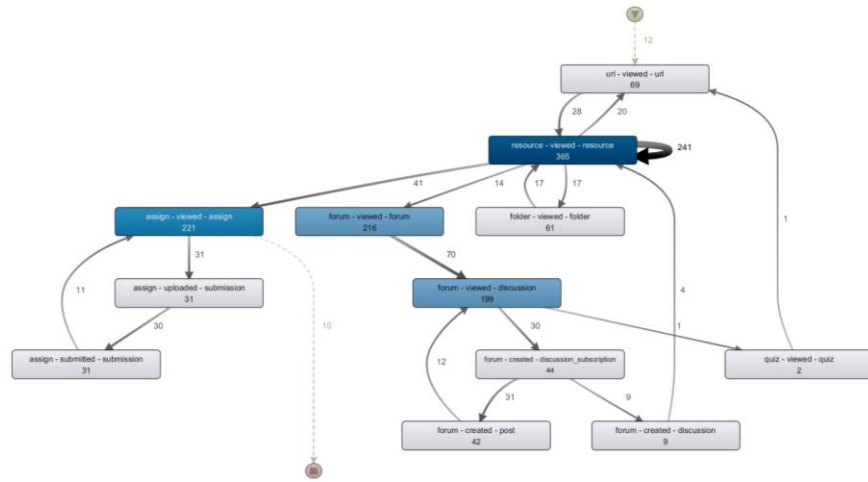 12
url - viewed - url
69
28
20
resource - viewed - resource
365
241
41
14
17
17
assign - viewed - assign
221
forum - viewed - forum
216
folder - viewed - folder
61
1
31
70
assign - uploaded - submission
31
forum - viewed - discussion
199
11
4
30
30
1
assign - submitted - submission
31
12
forum - created - discussion_subscription
44
quiz - viewed - quiz
2
10
31
9
forum - created - post
42
forum - created - discussion
9